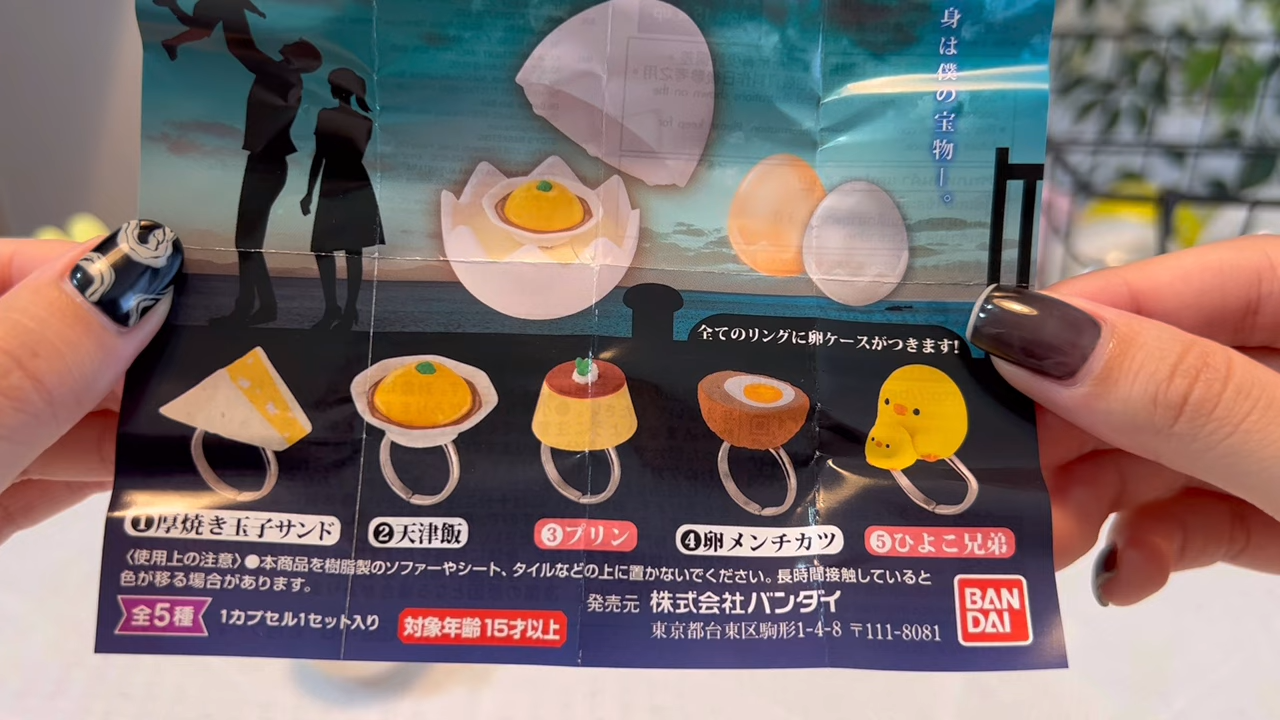 身は僕の宝物―。
全てのリングに卵ケースがつきます!
❶厚焼き玉子サンド
❷天津飯
❸プリン
❹卵メンチカツ
❺ひよこ兄弟
〈使用上の注意〉●本商品を樹脂製のソファーやシート、タイルなどの上に置かないでください。長時間接触していると
色が移る場合があります。
全5種
1カプセル1セット入り
対象年齢15才以上
発売元 株式会社バンダイ
東京都台東区駒形1-4-8 〒111-8081
BAN
DAI